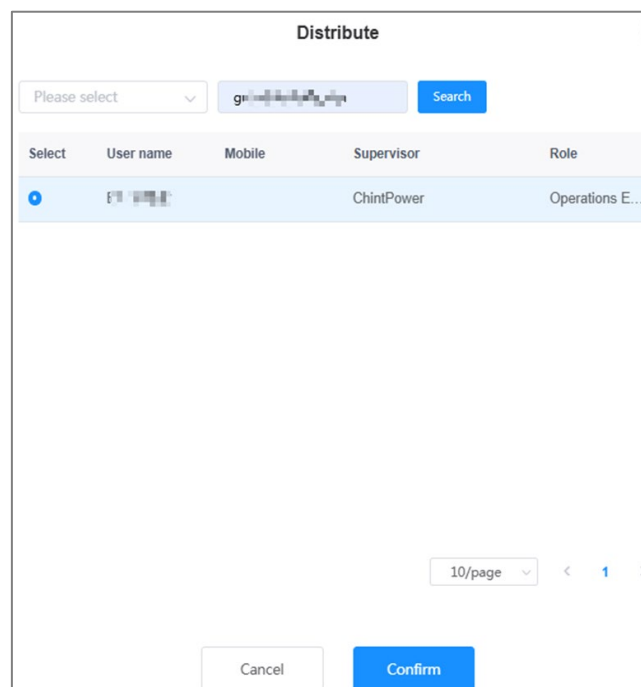 Distribute
Please select Search
Select User name Mobile Supervisor Role
ChintPower Operations E...
10/page < 1
Cancel Confirm